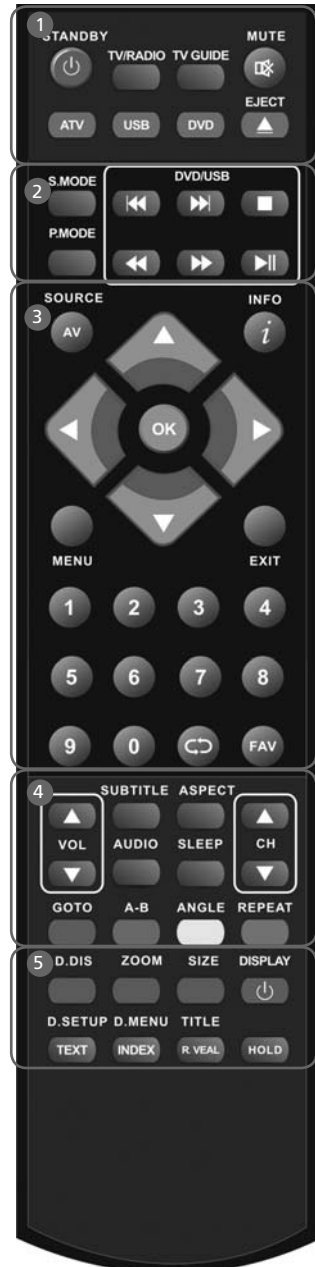 1
STANDBY MUTE
TV/RADIO TV GUIDE
EJECT
ATV USB DVD
2
S.MODE DVD/USB
P.MODE
3
SOURCE INFO
AV i
OK
MENU EXIT
1 2 3 4
5 6 7 8
9 0 FAV
4
SUBTITLE ASPECT
VOL AUDIO SLEEP CH
GOTO A-B ANGLE REPEAT
5
D.DIS ZOOM SIZE DISPLAY
D.SETUP D.MENU TITLE
TEXT INDEX R.VEAL HOLD